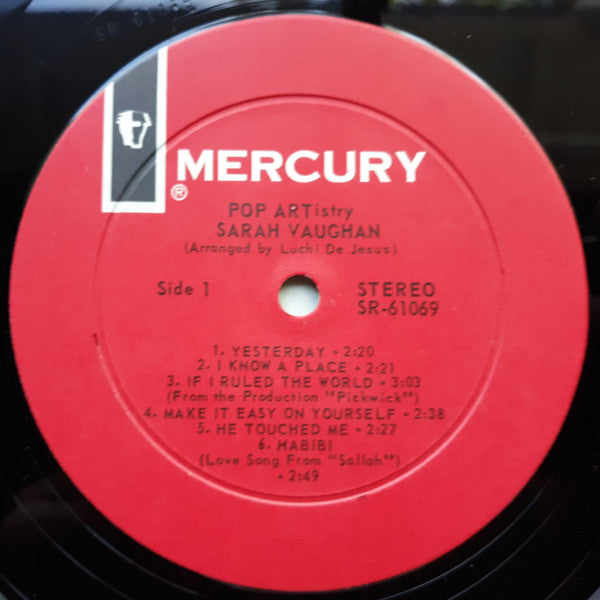 MERCURY
®
POP ARTistry
SARAH VAUGHAN
(Arranged by Luchi De Jesus)
Side 1
STEREO
SR-61069
1. YESTERDAY • 2:20
2. I KNOW A PLACE • 2:21
3. IF I RULED THE WORLD • 3:03
(From the Production ""Pickwick"")
4. MAKE IT EASY ON YOURSELF • 2:38
5. HE TOUCHED ME • 2:27
6. HABIBI
(Love Song From ""Sallah"")
• 2:49